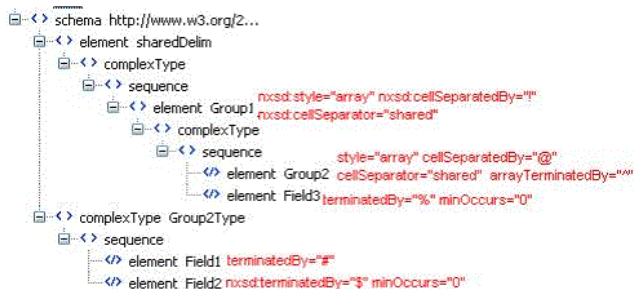 schema http://www.w3.org/2...
element sharedDelim
complexType
sequence
element Group1 nxsd:style="array" nxsd:cellSeparatedBy="!"
nxsd:cellSeparator="shared"
complexType
sequence
style="array" cellSeparatedBy="@"
element Group2 cellSeparator="shared" arrayTerminatedBy="^"
element Field3 terminatedBy="%" minOccurs="0"
complexType Group2Type
sequence
element Field1 terminatedBy="#"
element Field2 nxsd:terminatedBy="$" minOccurs="0"